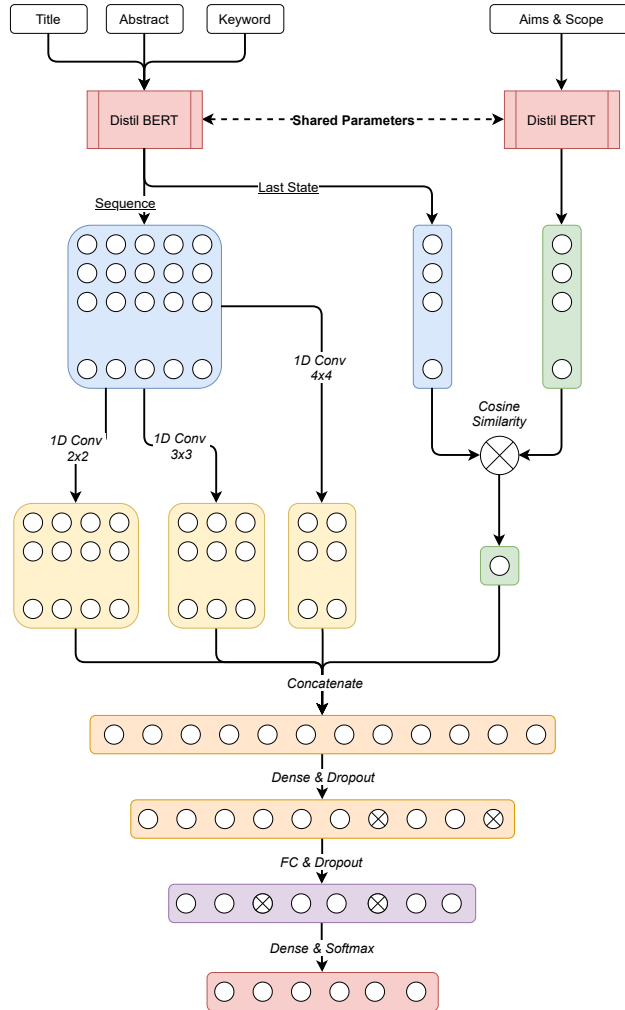 Title
Abstract
Keyword
Aims & Scope
Distil BERT
Shared Parameters
Distil BERT
Last State
Sequence
1D Conv
4x4
Cosine
Similarity
1D Conv
2x2
1D Conv
3x3
Concatenate
Dense & Dropout
FC & Dropout
Dense & Softmax